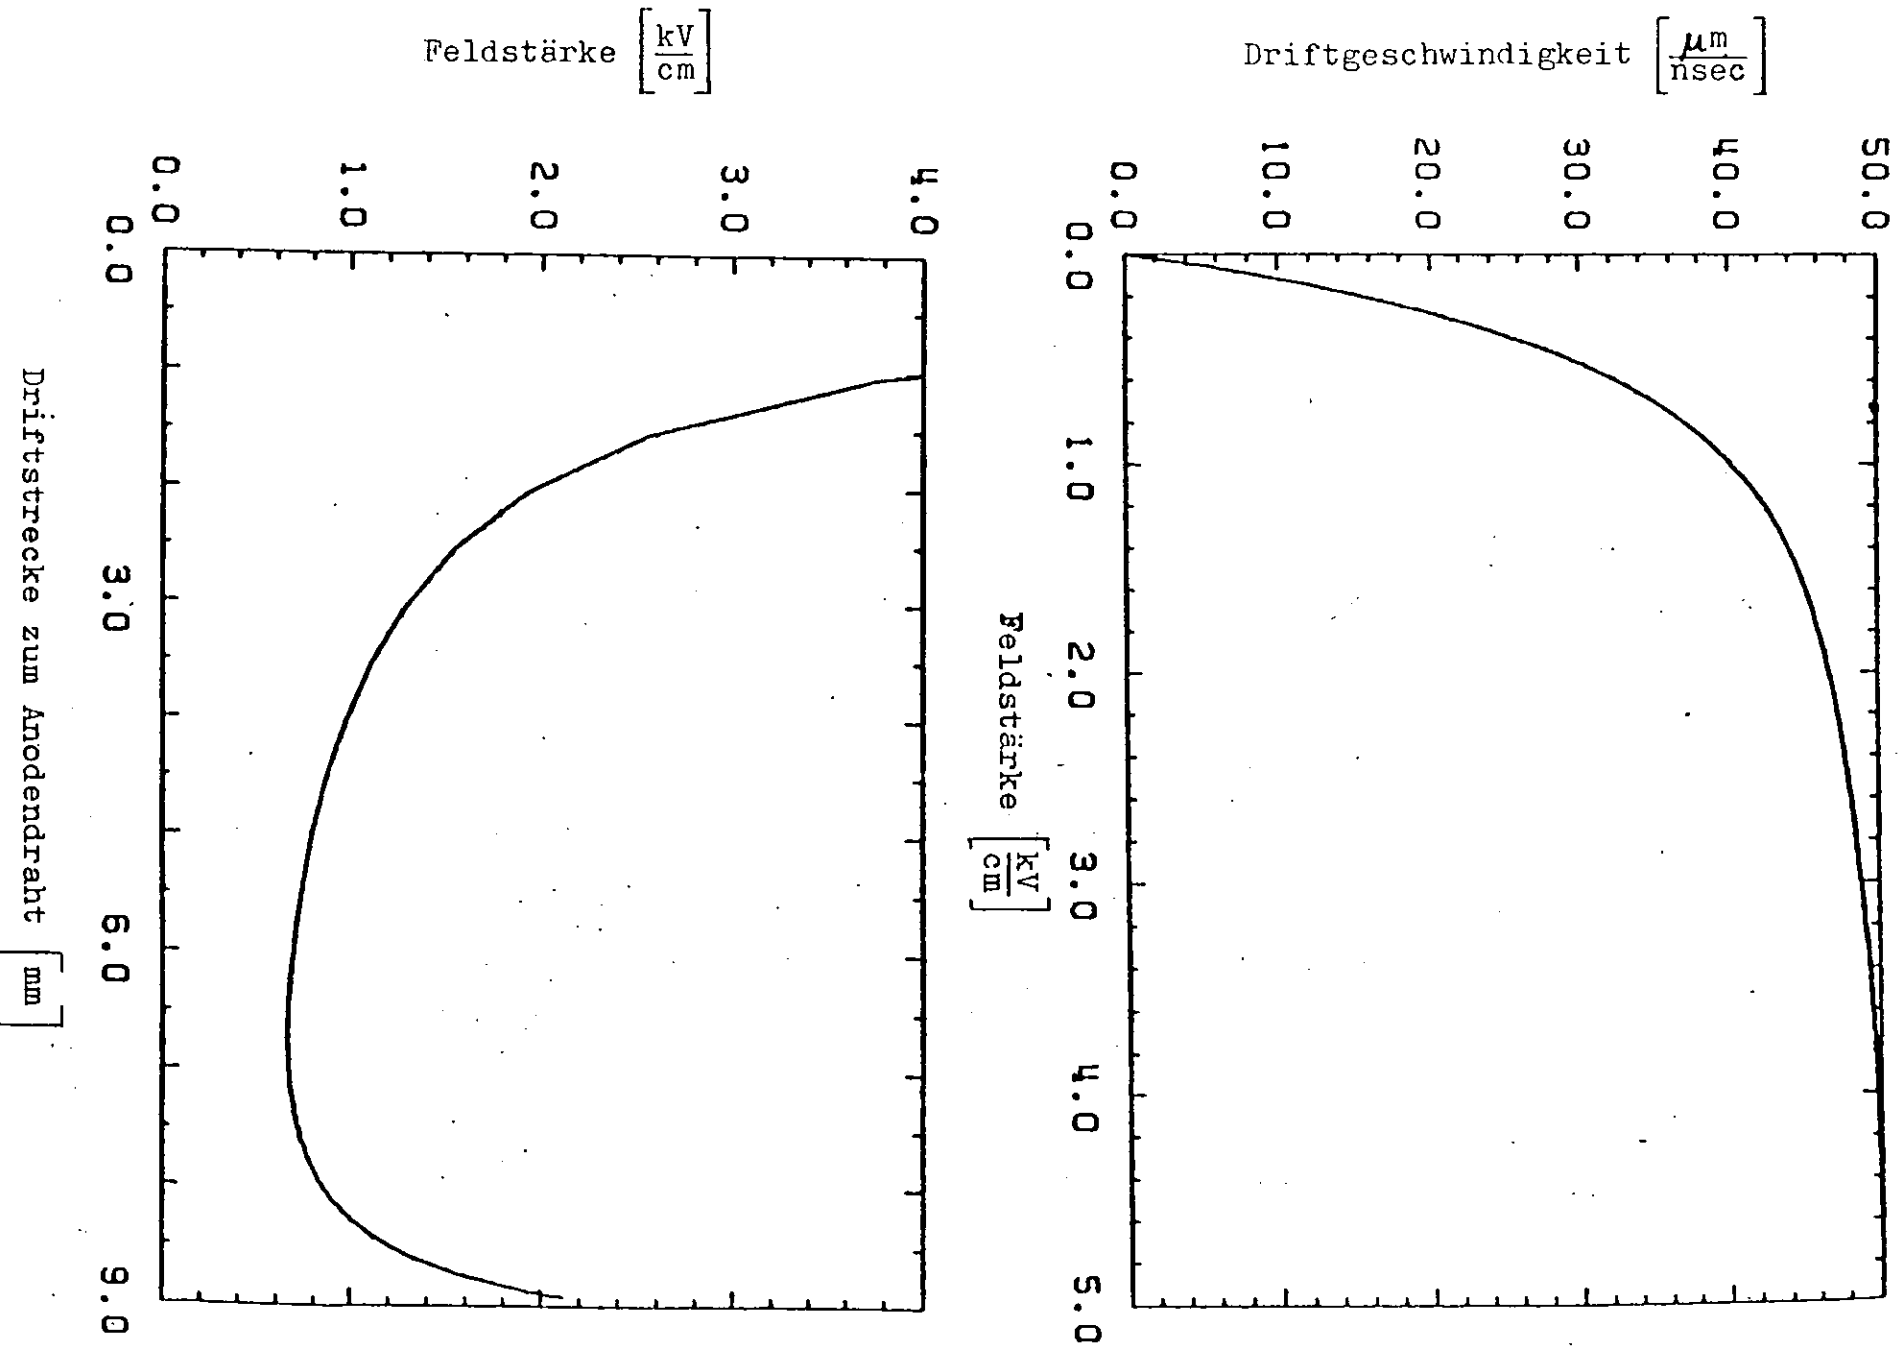 Driftgeschwindigkeit [μm/nsec]
50.0
40.0
30.0
20.0
10.0
0.0
0.0 1.0 2.0 3.0 4.0 5.0
Feldstärke [kV/cm]
Feldstärke [kV/cm]
4.0
3.0
2.0
1.0
0.0
0.0 3.0 6.0 9.0
Driftstrecke zum Anodendraht [mm]